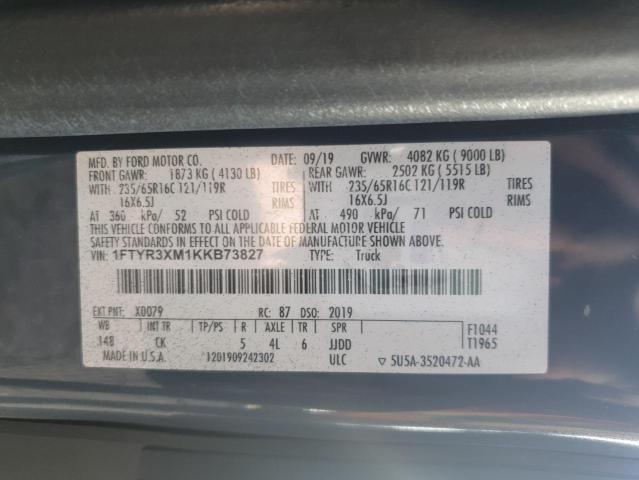 MFD. BY FORD MOTOR CO. 09/19 GVWR: 4082 KG ( 9000 LB)
FRONT GAWR: 1873 KG ( 4130 LB) REAR GAWR: 2502 KG ( 5515 LB)
WITH 235/65R16C 121/119R TIRES WITH 235/65R16C 121/119R TIRES
16X6.5J RIMS 16X6.5J RIMS
AT 360 kPa/ 52 PSI COLD AT 490 kPa/ 71 PSI COLD
THIS VEHICLE CONFORMS TO ALL APPLICABLE FEDERAL MOTOR VEHICLE
SAFETY STANDARDS IN EFFECT ON THE DATE OF MANUFACTURE SHOWN ABOVE.
VIN: 1FTYR3XM1KKB73827 TYPE: Truck
EXT PNT: X0079 RC: 87 DSO: 2019
WB INT TR TP/PS R AXLE TR SPR F1044
148 CK 5 4L 6 JJDD T1965
MADE IN U.S.A. 1201909242302 ULC ▽ 5U5A-3520472-AA